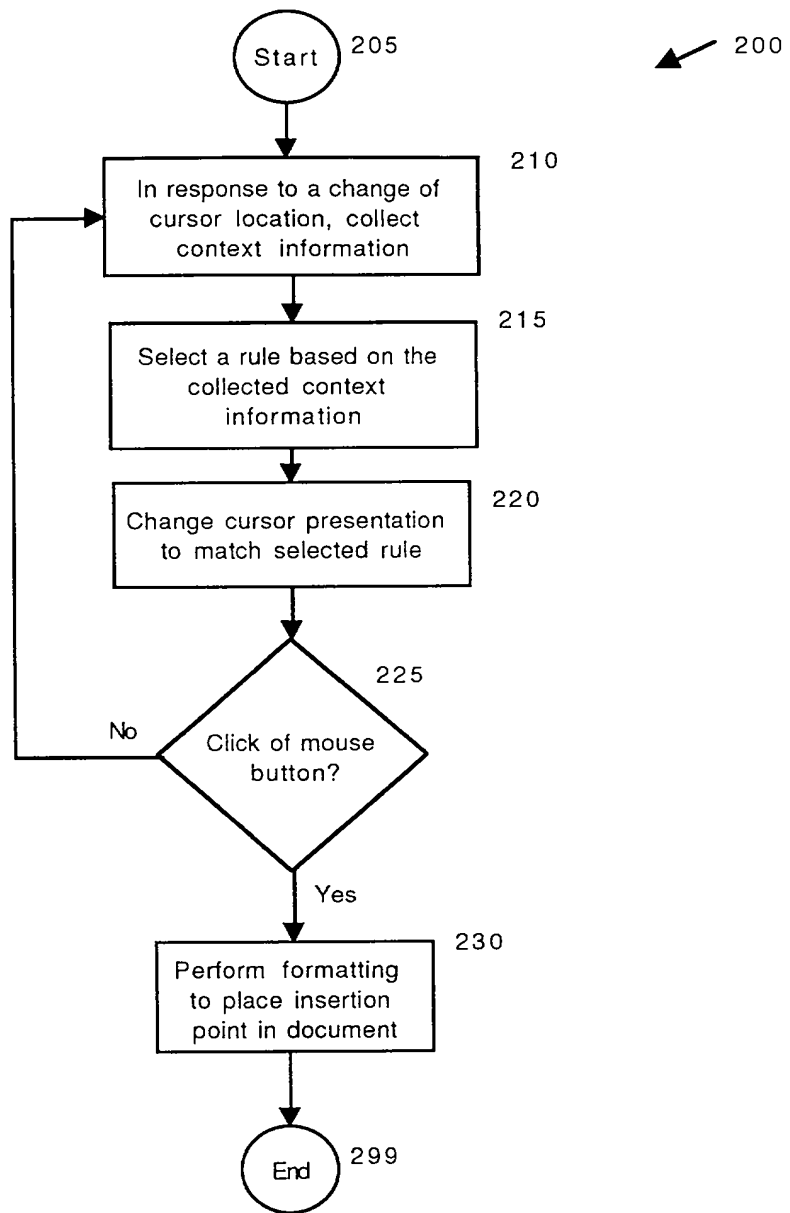 Start
205
200
210
In response to a change of
cursor location, collect
context information
215
Select a rule based on the
collected context
information
220
Change cursor presentation
to match selected rule
225
No
Click of mouse
button?
Yes
230
Perform formatting
to place insertion
point in document
End
299